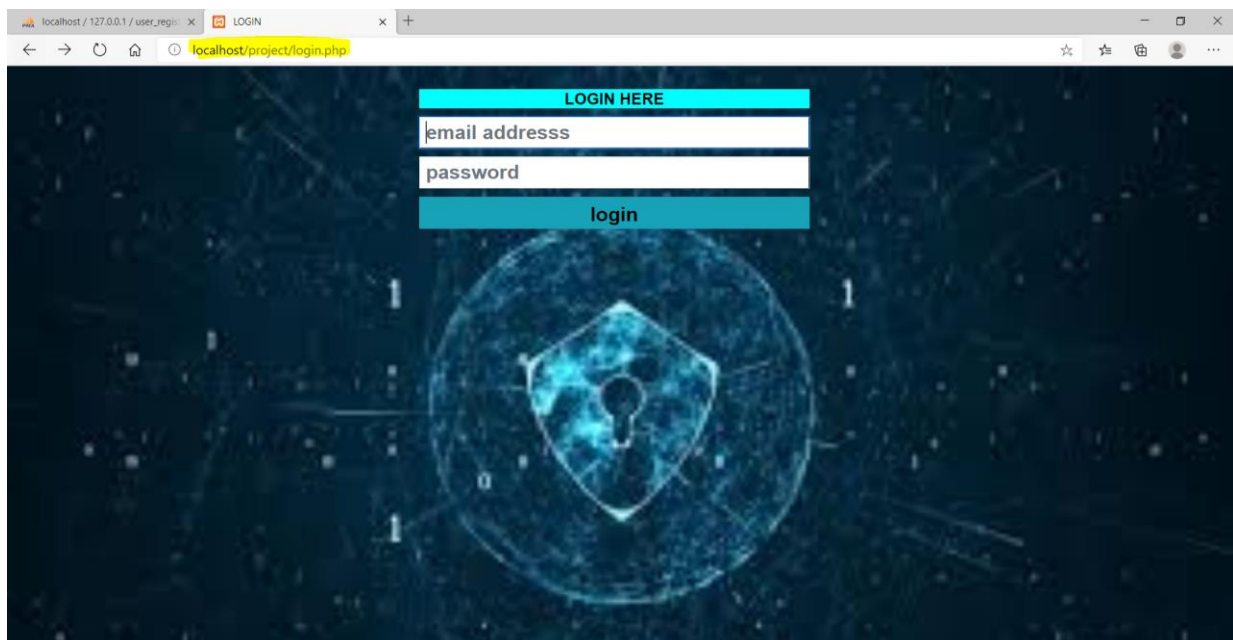 localhost / 127.0.0.1 / user_regis
LOGIN
localhost/project/login.php
LOGIN HERE
email addresss
password
login
1
1
0
1